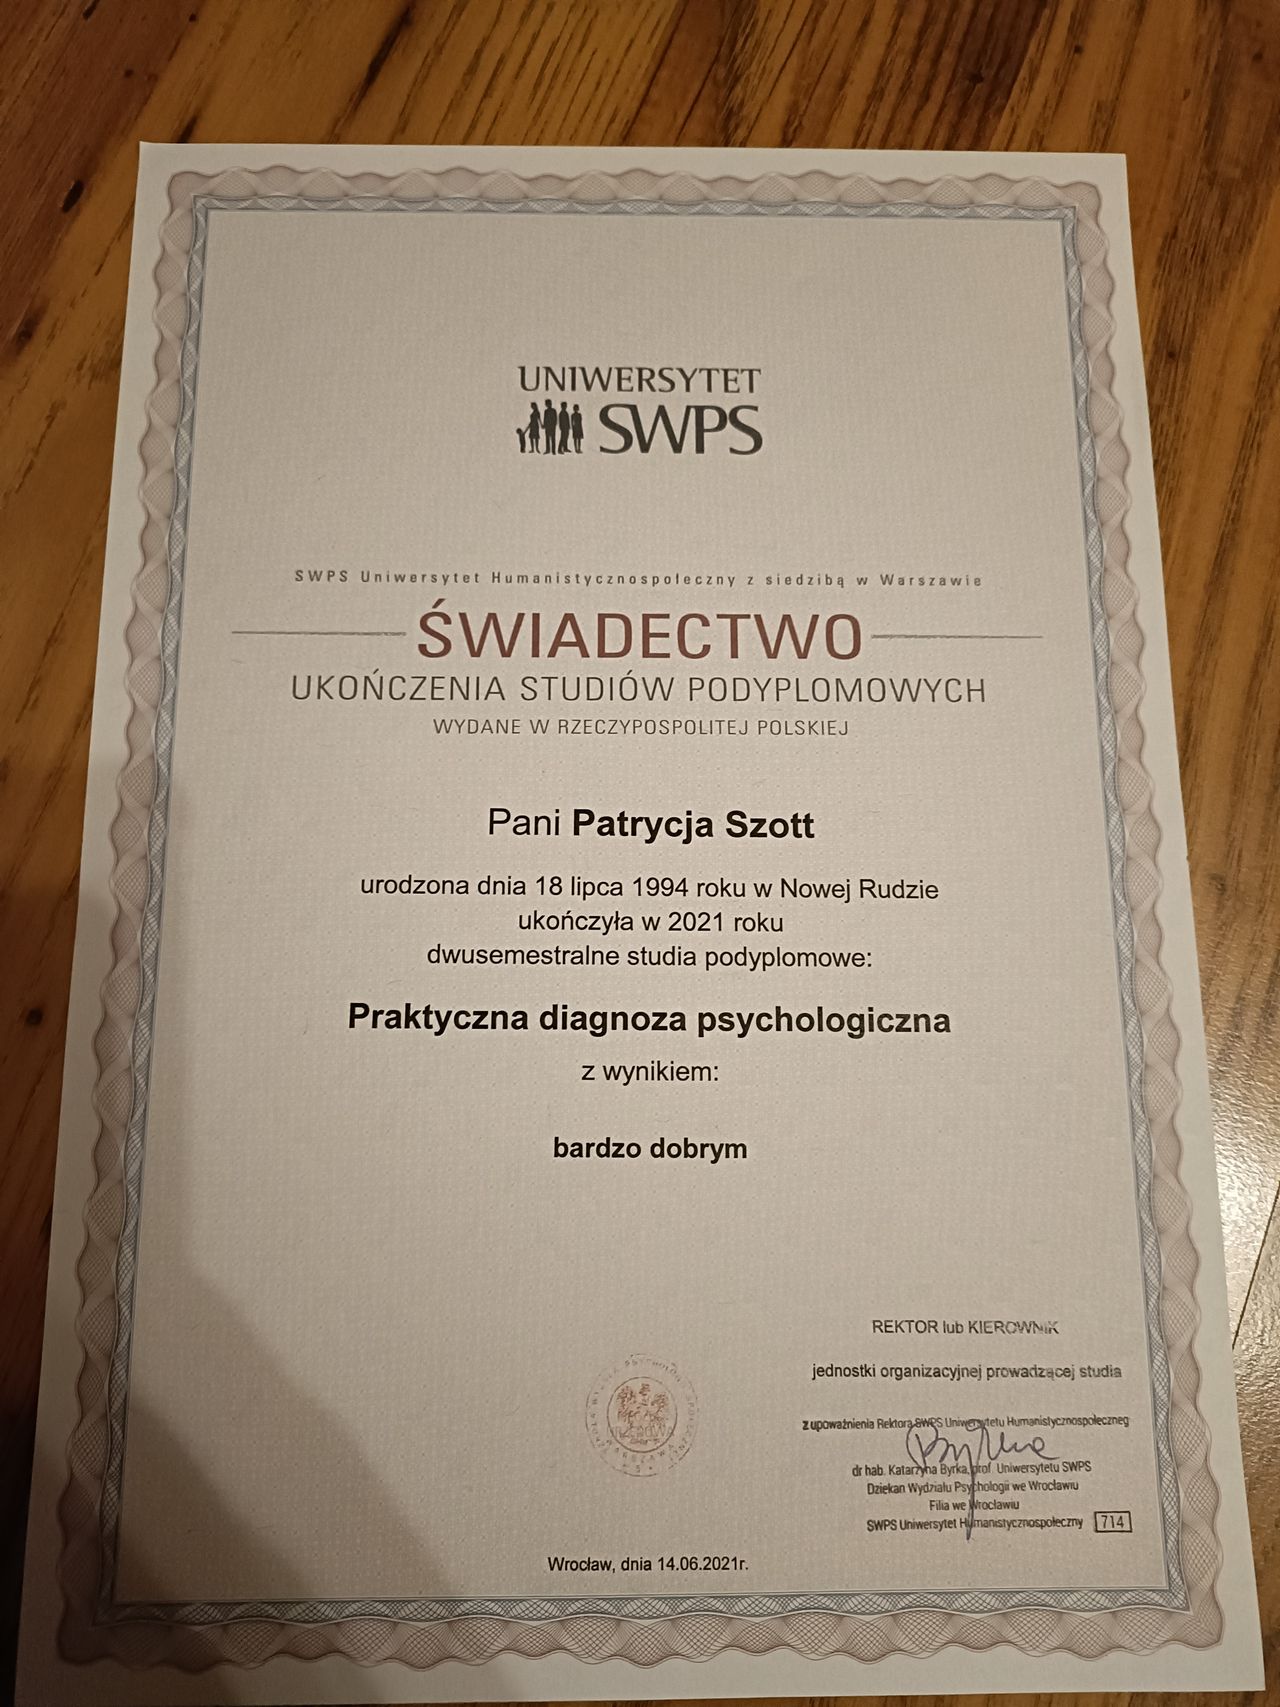 UNIWERSYTET
SWPS
SWPS Uniwersytet Humanistycznospołeczny z siedzibą w Warszawie
ŚWIADECTWO
UKOŃCZENIA STUDIÓW PODYPLOMOWYCH
WYDANE W RZECZYPOSPOLITEJ POLSKIEJ
Pani Patrycja Szott
urodzona dnia 18 lipca 1994 roku w Nowej Rudzie
ukończyła w 2021 roku
dwusemestralne studia podyplomowe:
Praktyczna diagnoza psychologiczna
z wynikiem:
bardzo dobrym
REKTOR lub KIEROWNIK
jednostki organizacyjnej prowadzącej studia
z upoważnienia Rektora SWPS Uniwersytetu Humanistycznospołeczneg
dr hab. Katarzyna Byrka, prof. Uniwersytetu SWPS
Dziekan Wydziału Psychologii we Wrocławiu
Filia we Wrocławiu
SWPS Uniwersytet Humanistycznospołeczny 714
WARSZAWA
Wrocław, dnia 14.06.2021r.